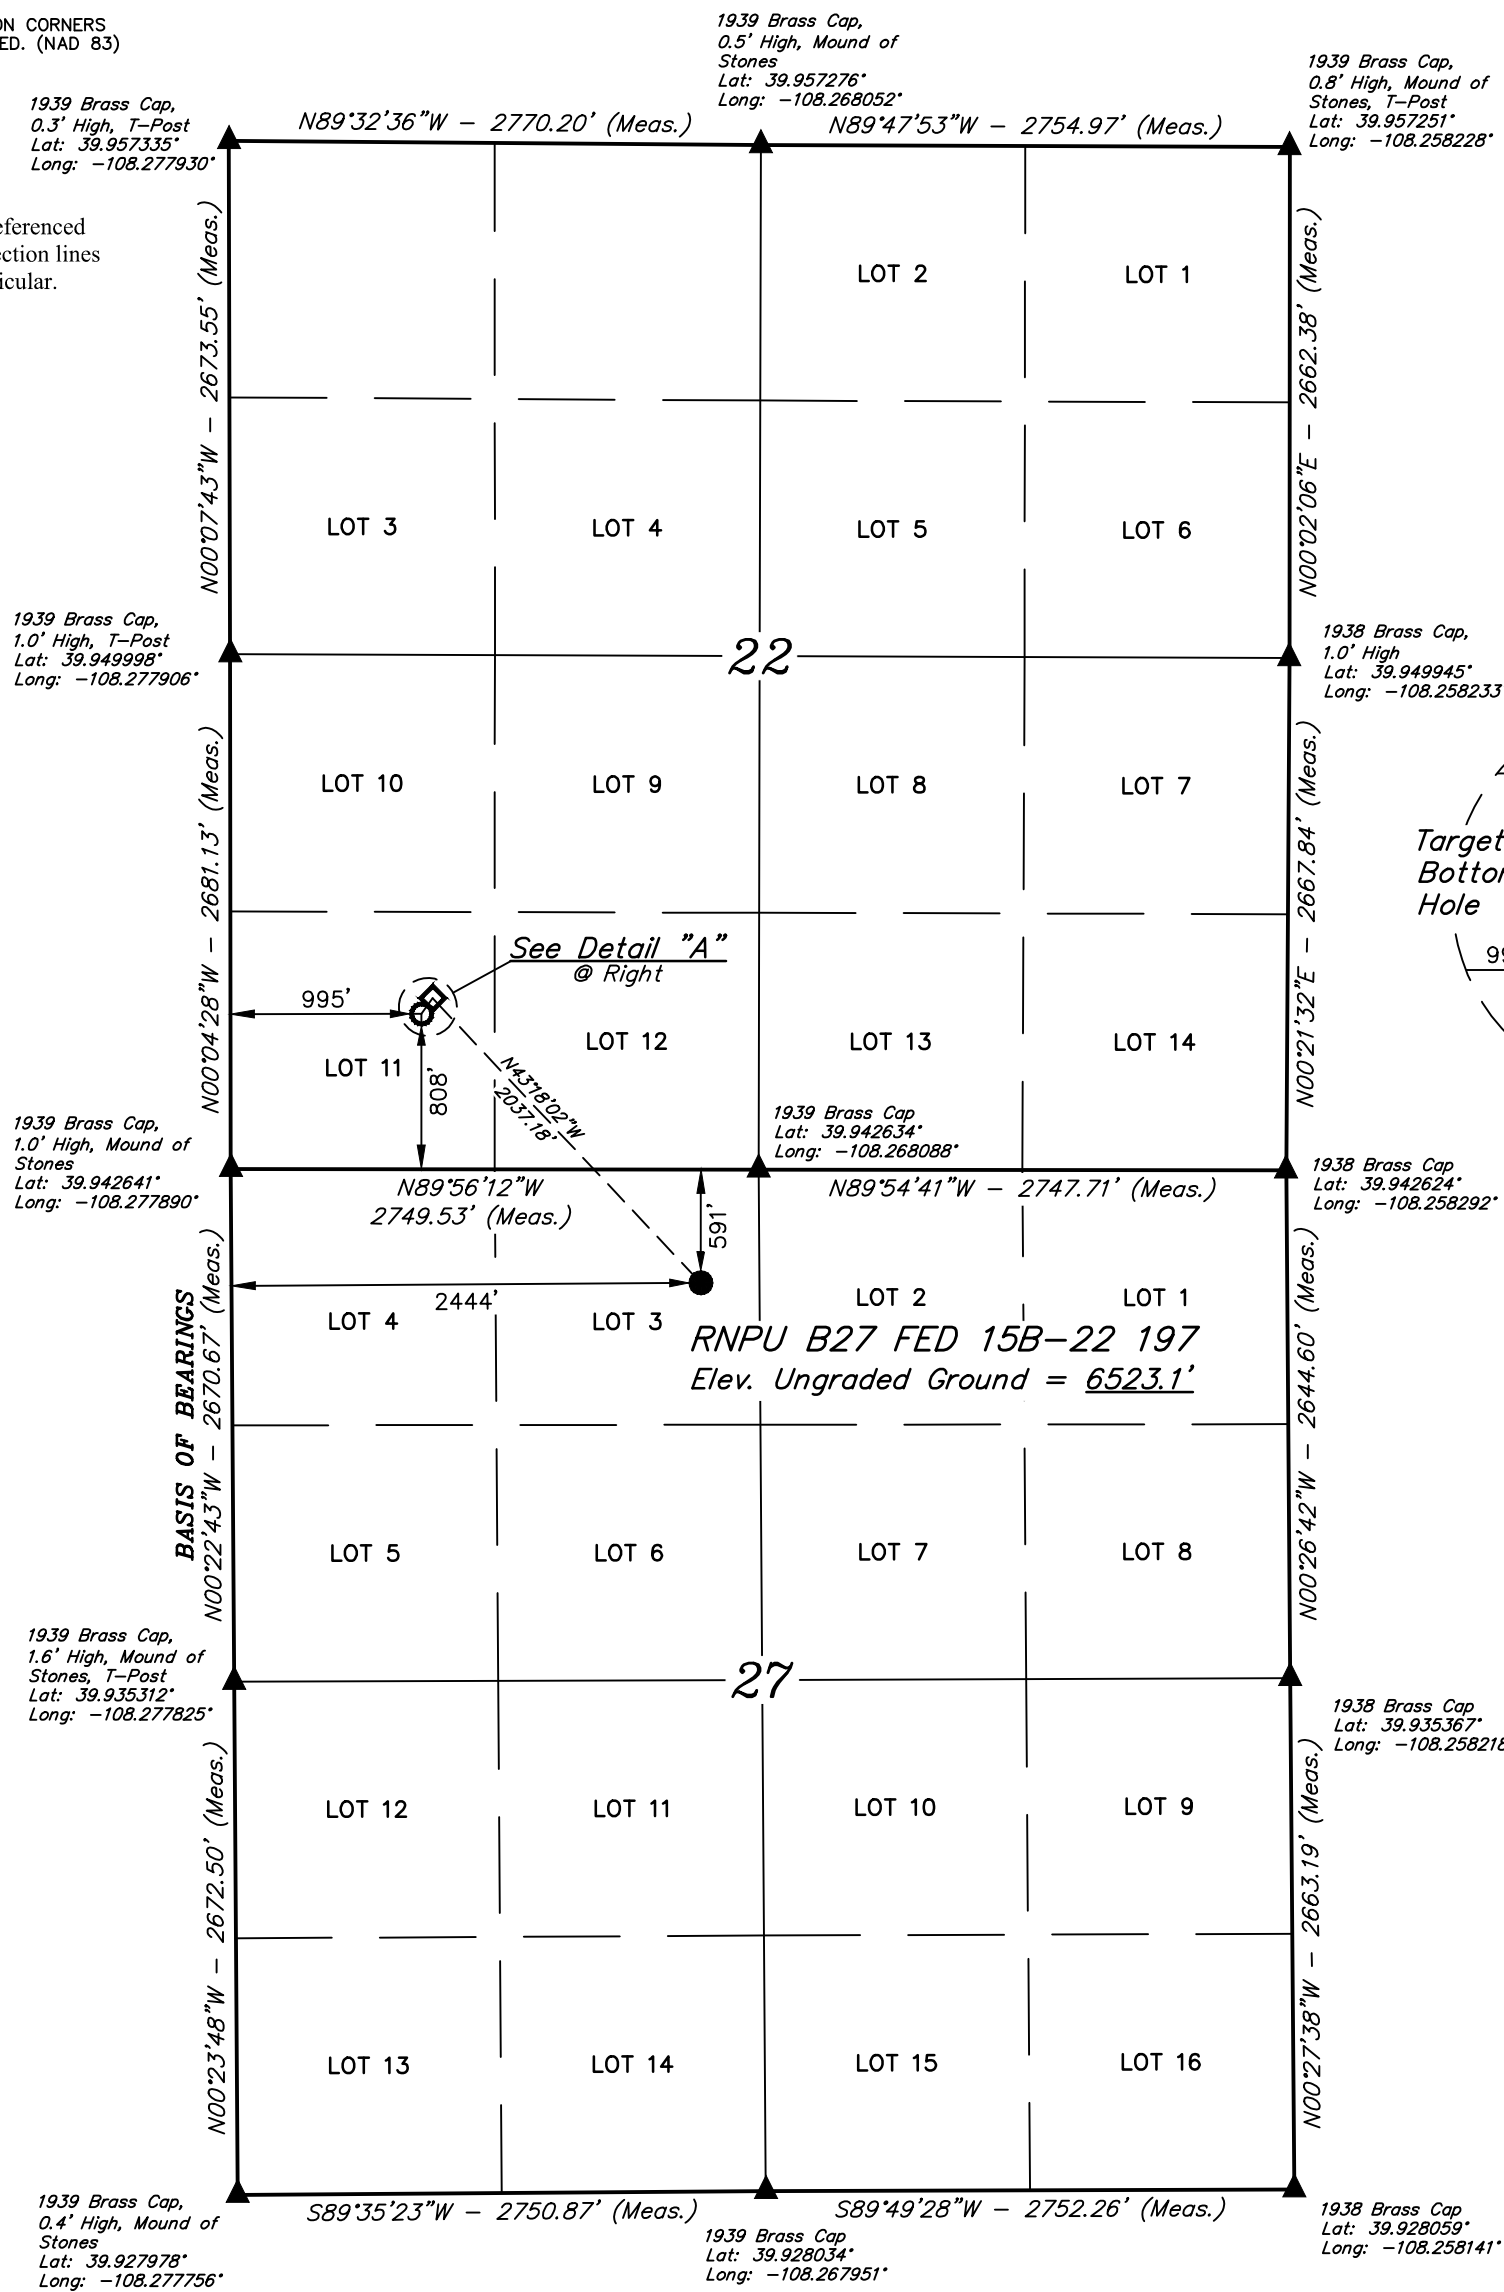 ON CORNERS
ED. (NAD 83)
1939 Brass Cap,
0.5' High, Mound of
Stones
Lat: 39.957276°
Long: -108.268052°
1939 Brass Cap,
0.8' High, Mound of
Stones, T-Post
Lat: 39.957251°
Long: -108.258228°
1939 Brass Cap,
0.3' High, T-Post
Lat: 39.957335°
Long: -108.277930°
N89°32'36"W - 2770.20' (Meas.)
N89°47'53"W - 2754.97' (Meas.)
eferenced
ection lines
icular.
N00°07'43"W - 2673.55' (Meas.)
N00°02'06"E - 2662.38' (Meas.)
LOT 2
LOT 1
LOT 3
LOT 4
LOT 5
LOT 6
1939 Brass Cap,
1.0' High, T-Post
Lat: 39.949998°
Long: -108.277906°
22
1938 Brass Cap,
1.0' High
Lat: 39.949945°
Long: -108.258233
N00°04'28"W - 2681.13' (Meas.)
N00°21'32"E - 2667.84' (Meas.)
LOT 10
LOT 9
LOT 8
LOT 7
Target
Botto
Hole
99
See Detail "A"
@ Right
995'
808'
LOT 11
LOT 12
LOT 13
LOT 14
N43°18'02"W
2037.18'
1939 Brass Cap,
1.0' High, Mound of
Stones
Lat: 39.942641°
Long: -108.277890°
1939 Brass Cap
Lat: 39.942634°
Long: -108.268088°
1938 Brass Cap
Lat: 39.942624°
Long: -108.258292°
N89°56'12"W
2749.53' (Meas.)
N89°54'41"W - 2747.71' (Meas.)
591'
2444'
BASIS OF BEARINGS
N00°22'43"W - 2670.67' (Meas.)
N00°26'42"W - 2644.60' (Meas.)
LOT 4
LOT 3
LOT 2
LOT 1
RNPU B27 FED 15B-22 197
Elev. Ungraded Ground = 6523.1'
LOT 5
LOT 6
LOT 7
LOT 8
1939 Brass Cap,
1.6' High, Mound of
Stones, T-Post
Lat: 39.935312°
Long: -108.277825°
27
1938 Brass Cap
Lat: 39.935367°
Long: -108.258218
N00°23'48"W - 2672.50' (Meas.)
N00°27'38"W - 2663.19' (Meas.)
LOT 12
LOT 11
LOT 10
LOT 9
LOT 13
LOT 14
LOT 15
LOT 16
S89°35'23"W - 2750.87' (Meas.)
S89°49'28"W - 2752.26' (Meas.)
1939 Brass Cap,
0.4' High, Mound of
Stones
Lat: 39.927978°
Long: -108.277756°
1939 Brass Cap
Lat: 39.928034°
Long: -108.267951°
1938 Brass Cap
Lat: 39.928059°
Long: -108.258141°